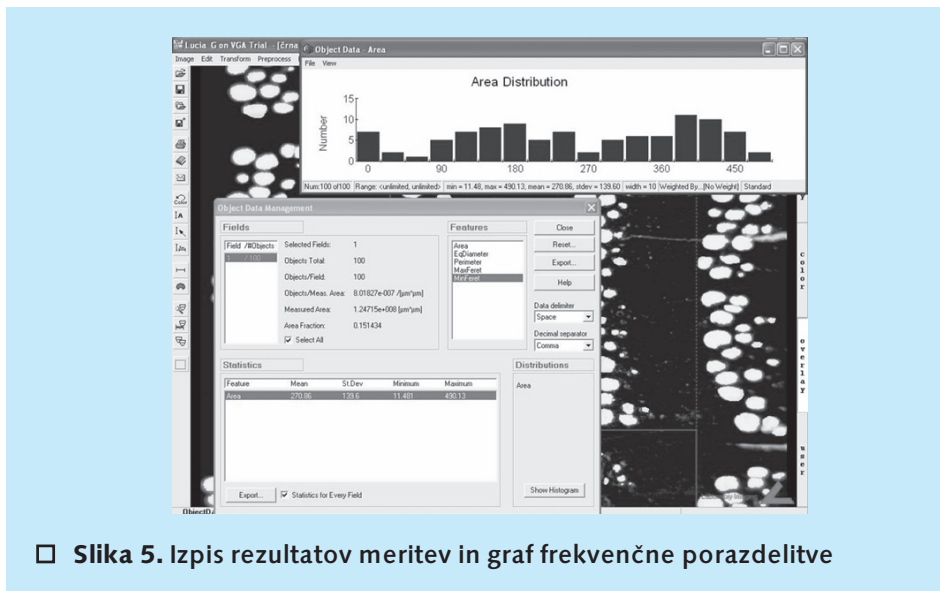 Lucia G on VGA Trial - [črna
Image Edit Transform Preprocess
Object Data - Area
File View
Area Distribution
Number
15
10
5
0
0 90 180 270 360 450
Num:100 of100 Range: <unlimited, unlimited> min = 11.48, max = 490.13, mean = 270.86, stdev = 139.60 width = 10 Weighted By...[No Weight] Standard
Object Data Management
Fields
Field /#Objects
1 / 100
Selected Fields: 1
Objects Total: 100
Objects/Field: 100
Objects/Meas. Area: 8.01827e-007 /[µm*µm]
Measured Area: 1.24715e+008 [µm*µm]
Area Fraction: 0.151434
Select All
Features
Area
EqDiameter
Perimeter
MaxFeret
MinFeret
Close
Reset...
Export...
Help
Data delimiter
Space
Decimal separator
Comma
Statistics
Feature Mean St.Dev Minimum Maximum
Area 270.86 139.6 11.481 490.13
Export...
Statistics for Every Field
Distributions
Area
Show Histogram
Color
color
overlay
user
Slika 5. Izpis rezultatov meritev in graf frekvenčne porazdelitve